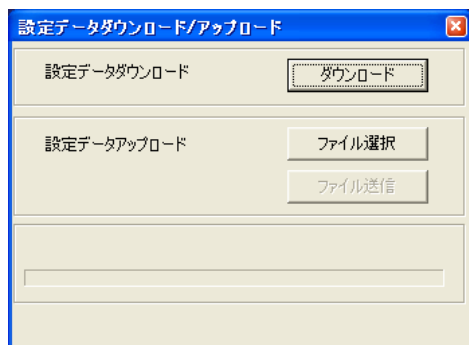 設定データダウンロード/アップロード
設定データダウンロード
ダウンロード
設定データアップロード
ファイル選択
ファイル送信